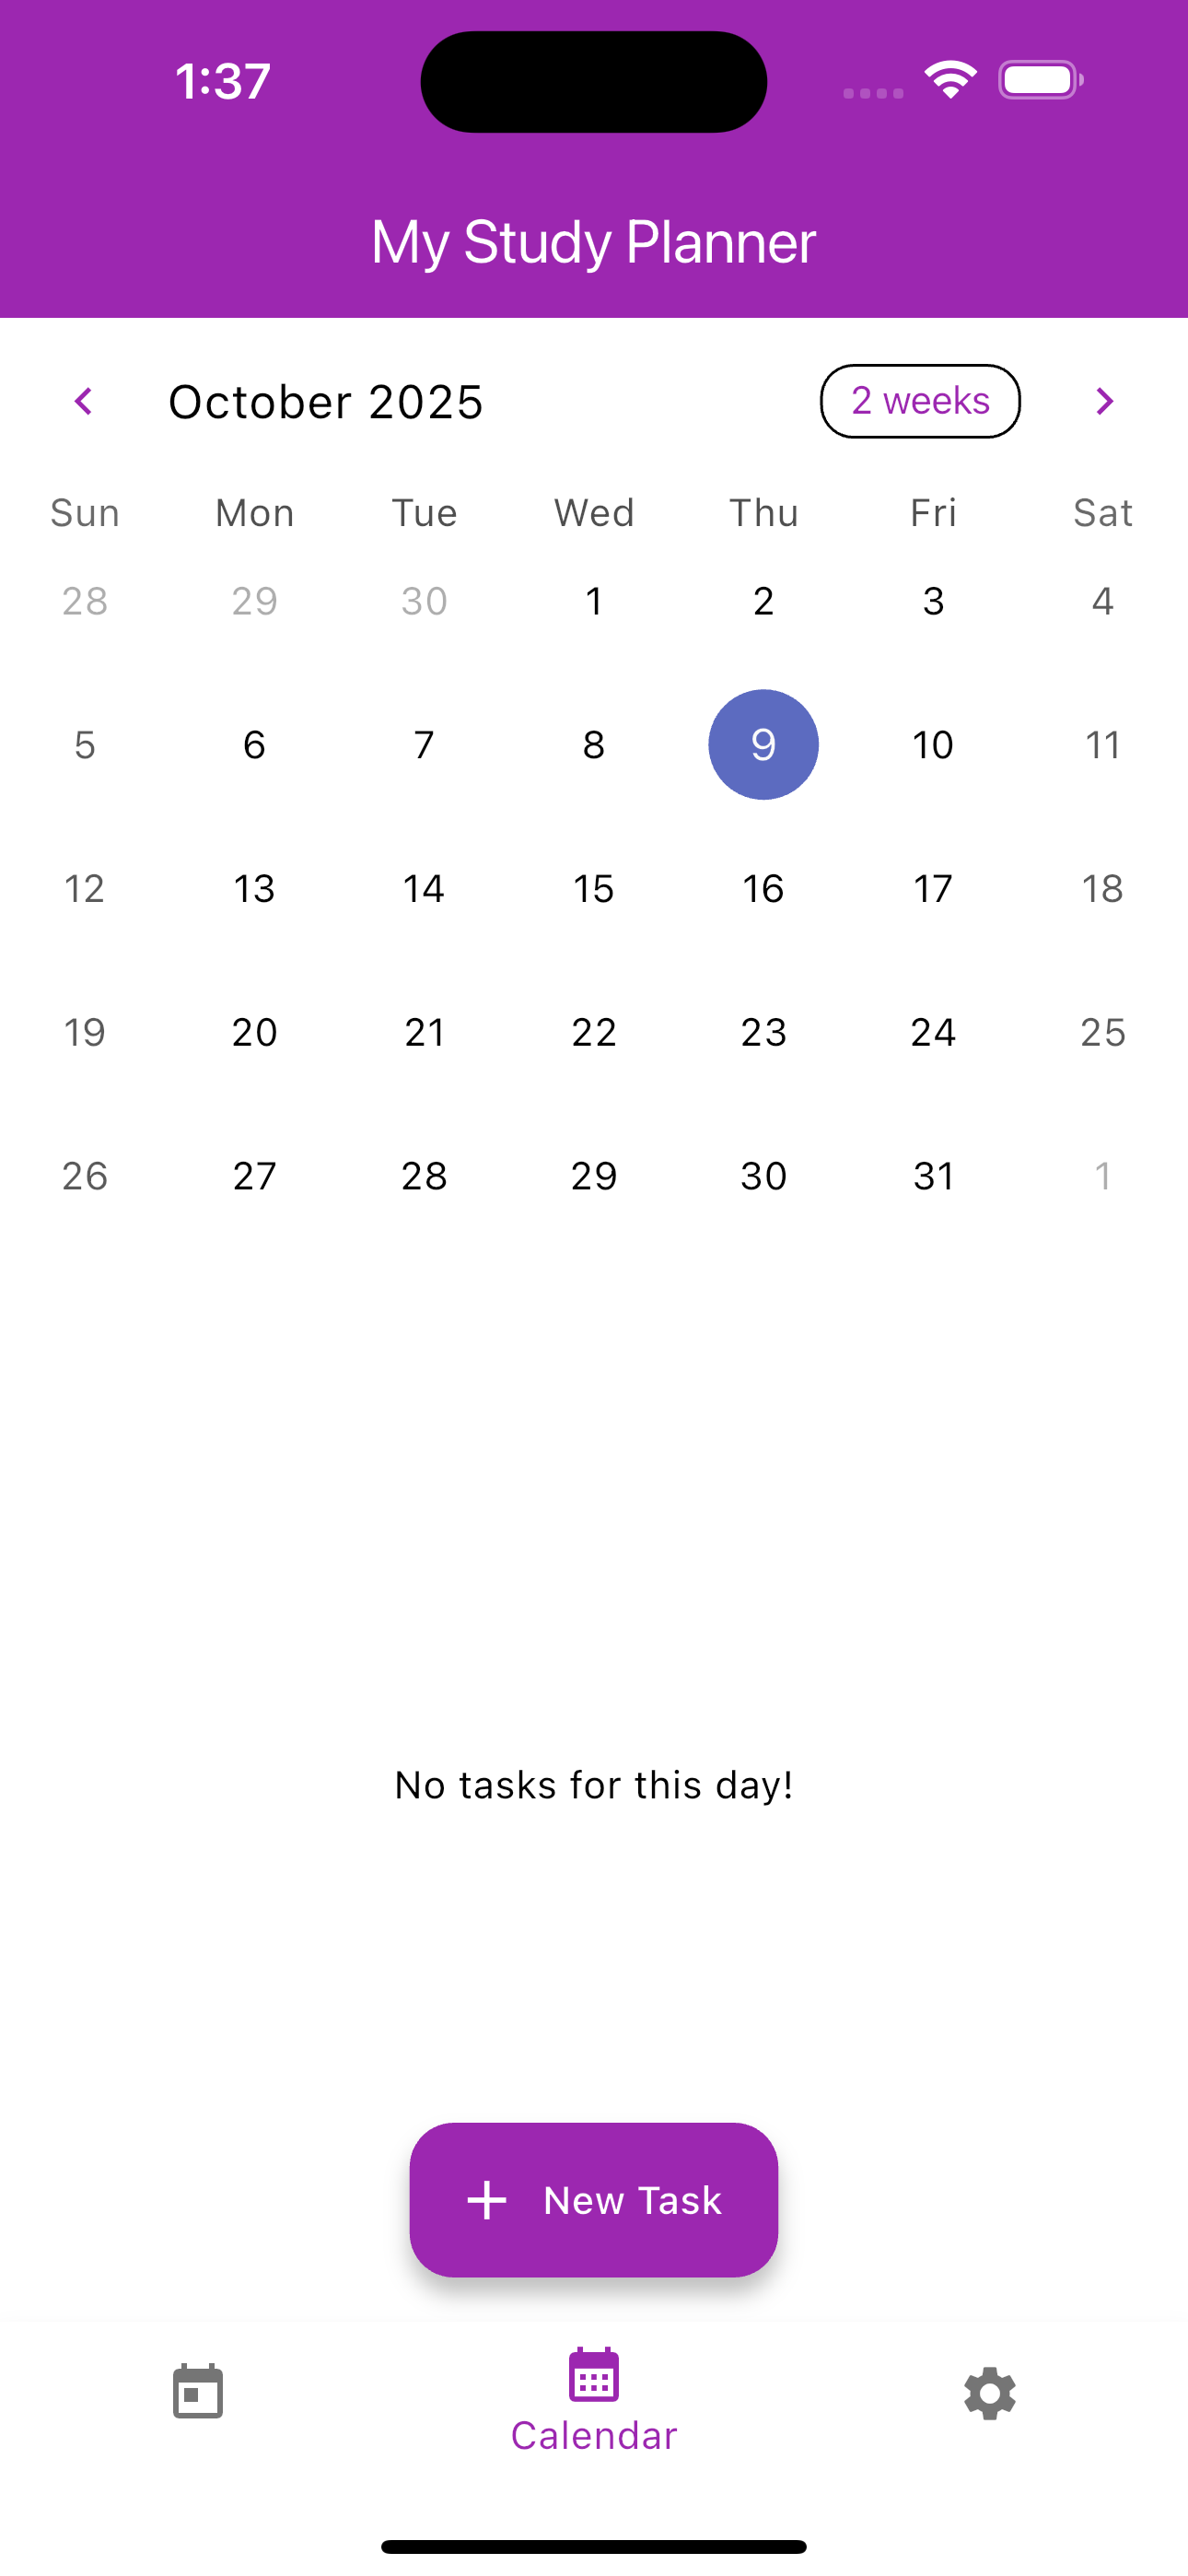 1:37
My Study Planner
October 2025 2 weeks
Sun Mon Tue Wed Thu Fri Sat
28 29 30 1 2 3 4
5 6 7 8 9 10 11
12 13 14 15 16 17 18
19 20 21 22 23 24 25
26 27 28 29 30 31 1
No tasks for this day!
New Task
Calendar